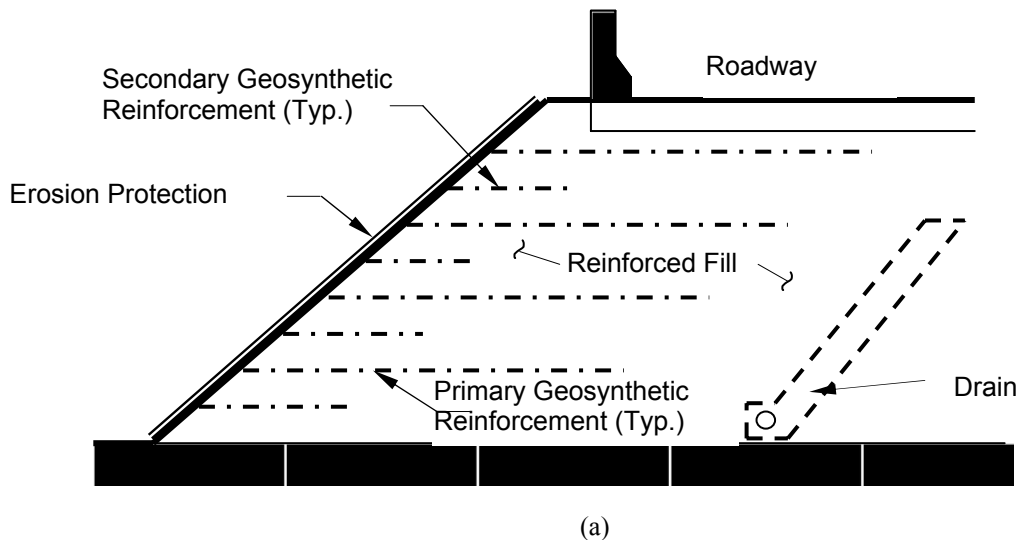 Roadway
Secondary Geosynthetic
Reinforcement (Typ.)
Erosion Protection
Reinforced Fill
Primary Geosynthetic
Reinforcement (Typ.)
Drain
(a)